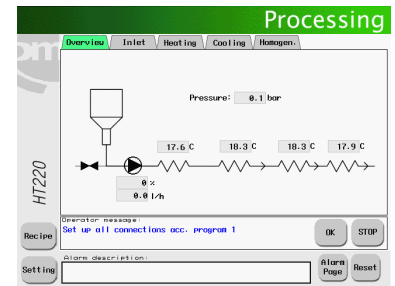 Processing
Overview Inlet Heating Cooling Homogen.
om
Pressure: 0.1 bar
17.6 C 18.3 C 18.3 C 17.9 C
0 %
0.0 l/h
HT220
Operator message:
Set up all connections acc. program 1
Recipe
OK STOP
Alarm description:
Setting
Alarm Page Reset